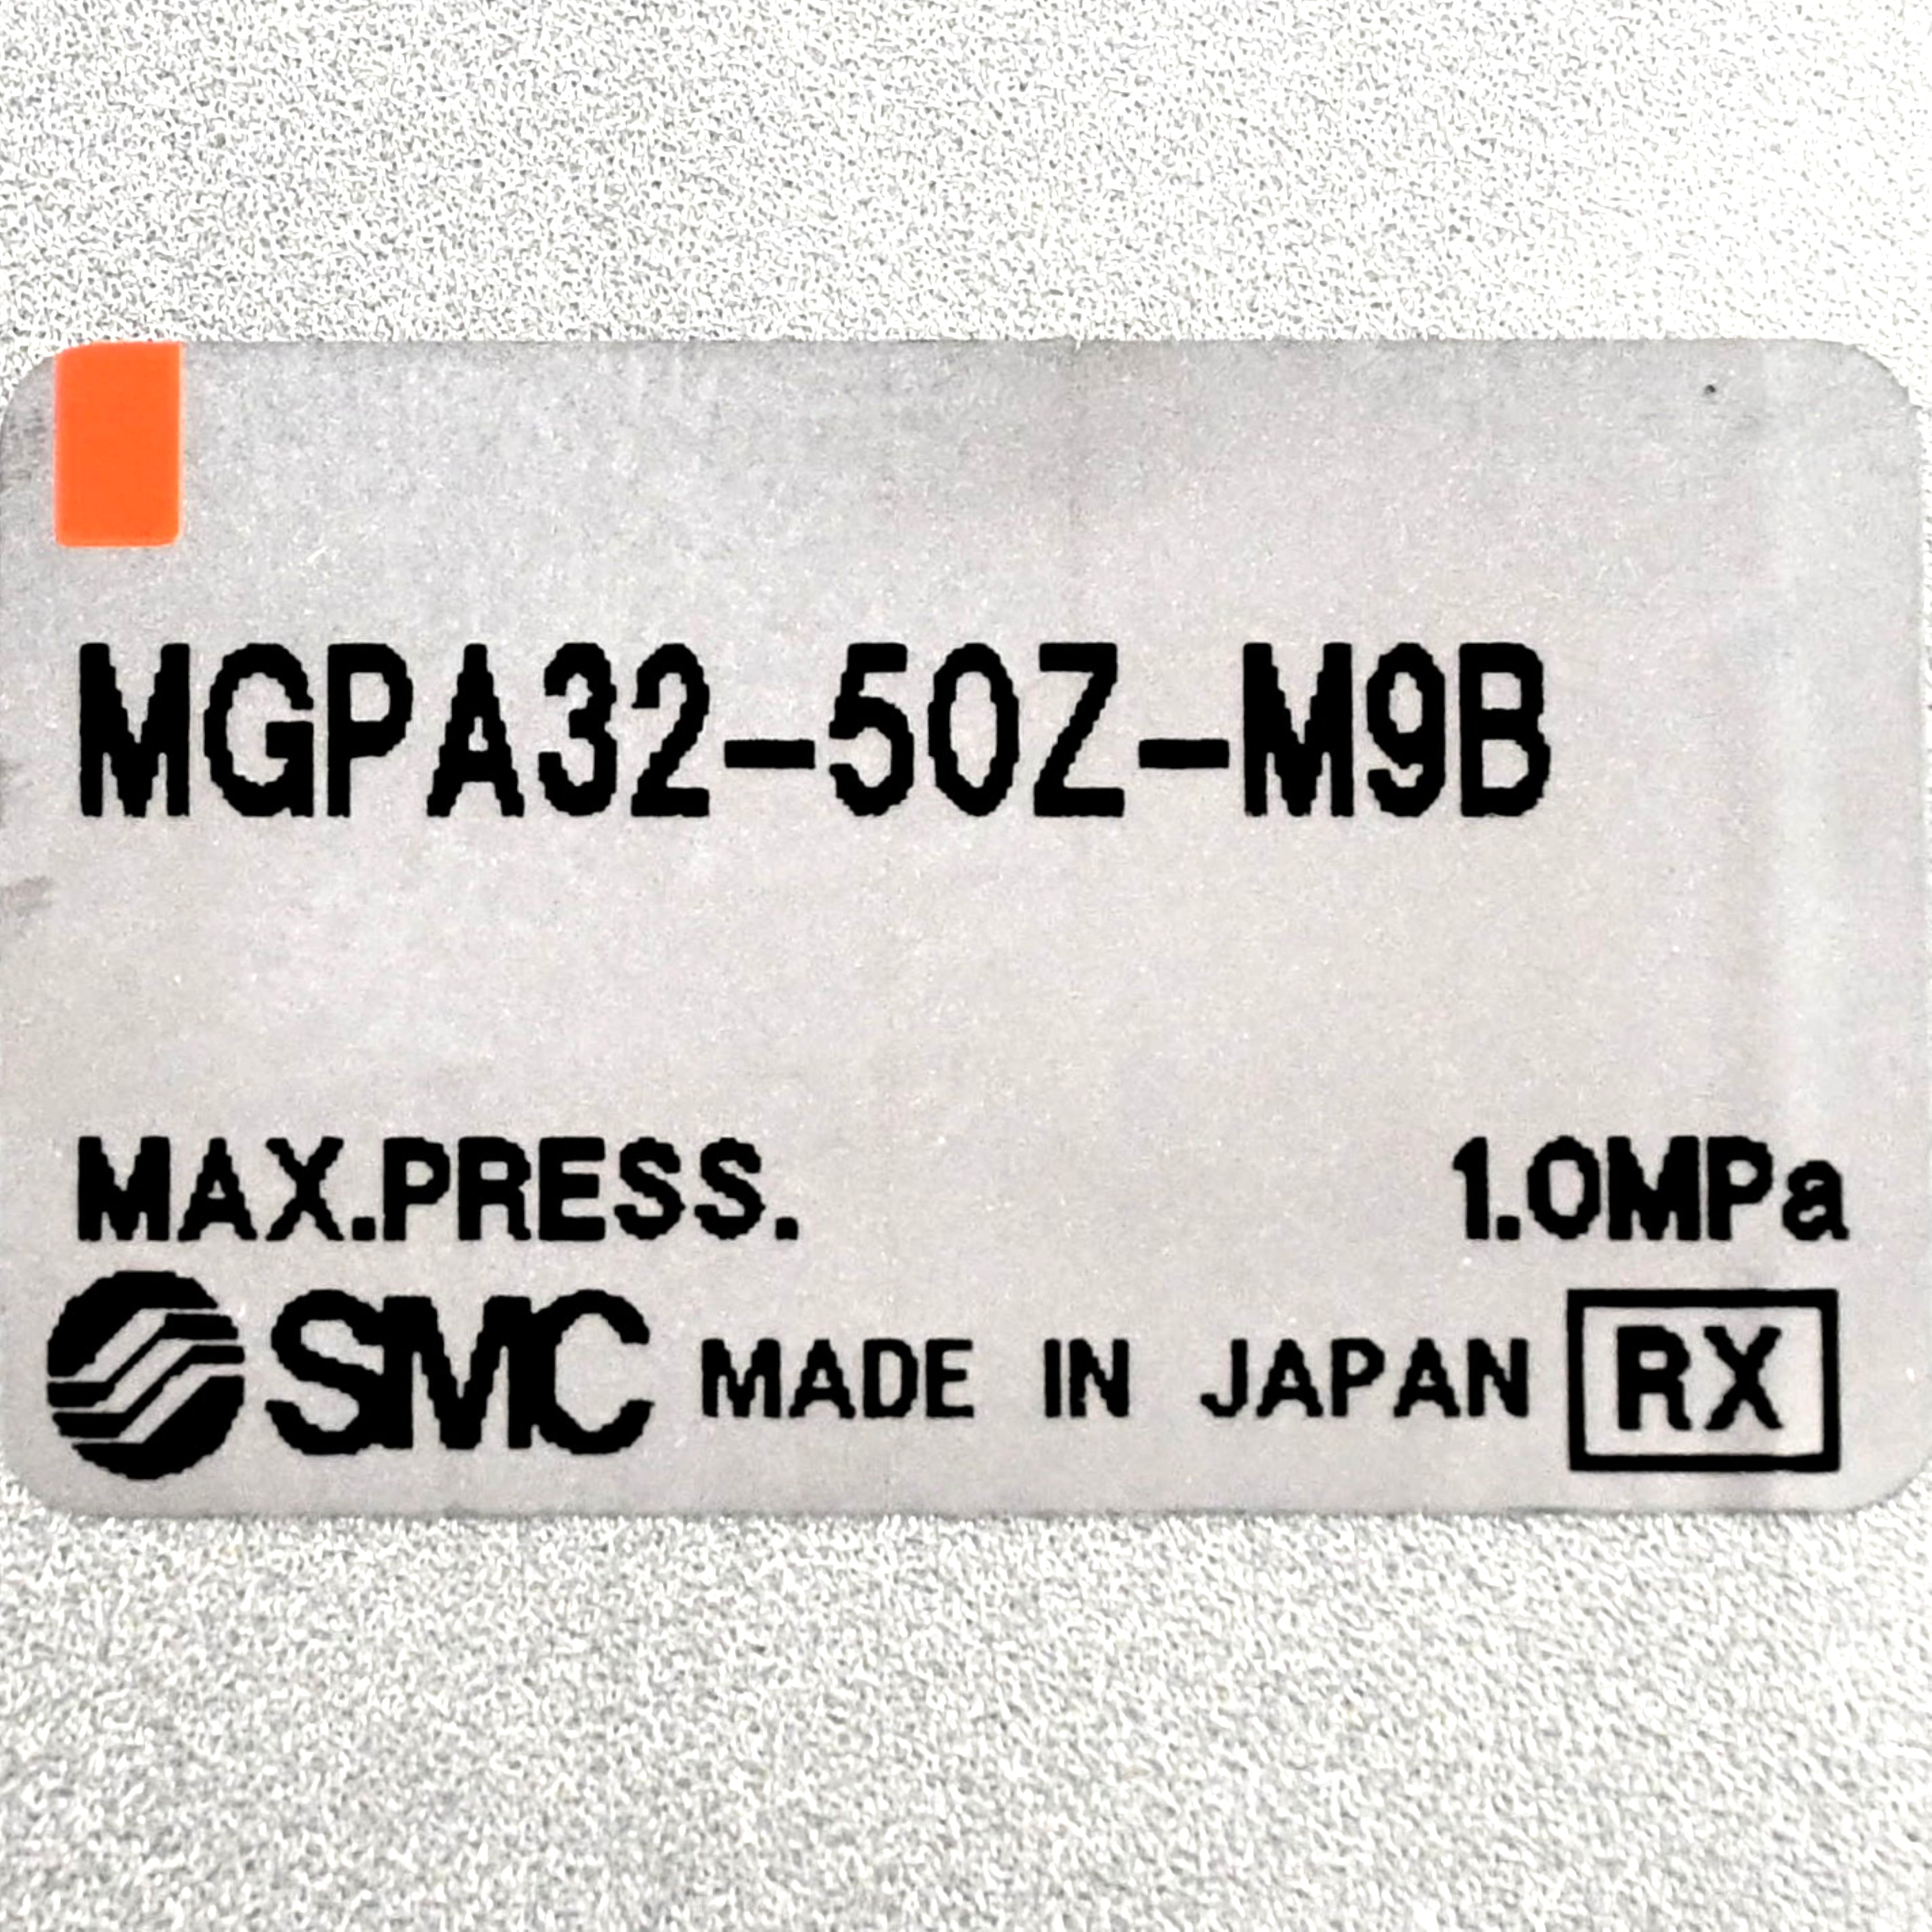 MGPA32-50Z-M9B
MAX.PRESS. 1.0MPa
SMC MADE IN JAPAN RX